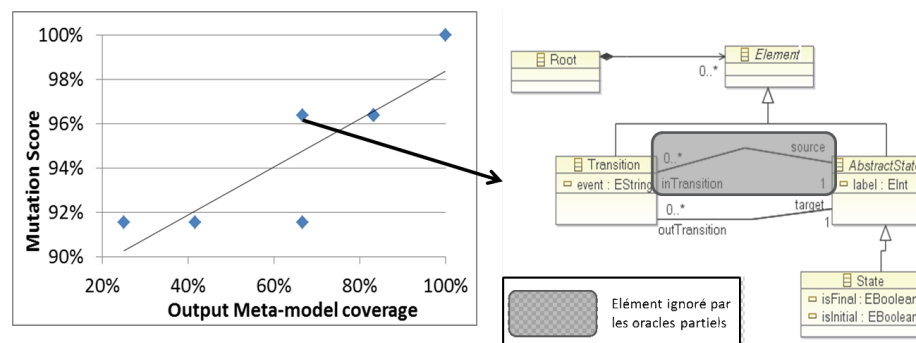 100%
98%
96%
94%
92%
90%
Mutation Score
20%
40%
60%
80%
100%
Output Meta-model coverage
Root
Element
0..*
Transition
event : EString
0..*
source
inTransition
1
AbstractState
label : EInt
0..*
target
outTransition
1
State
isFinal : EBoolean
isInitial : EBoolean
Elément ignoré par
les oracles partiels